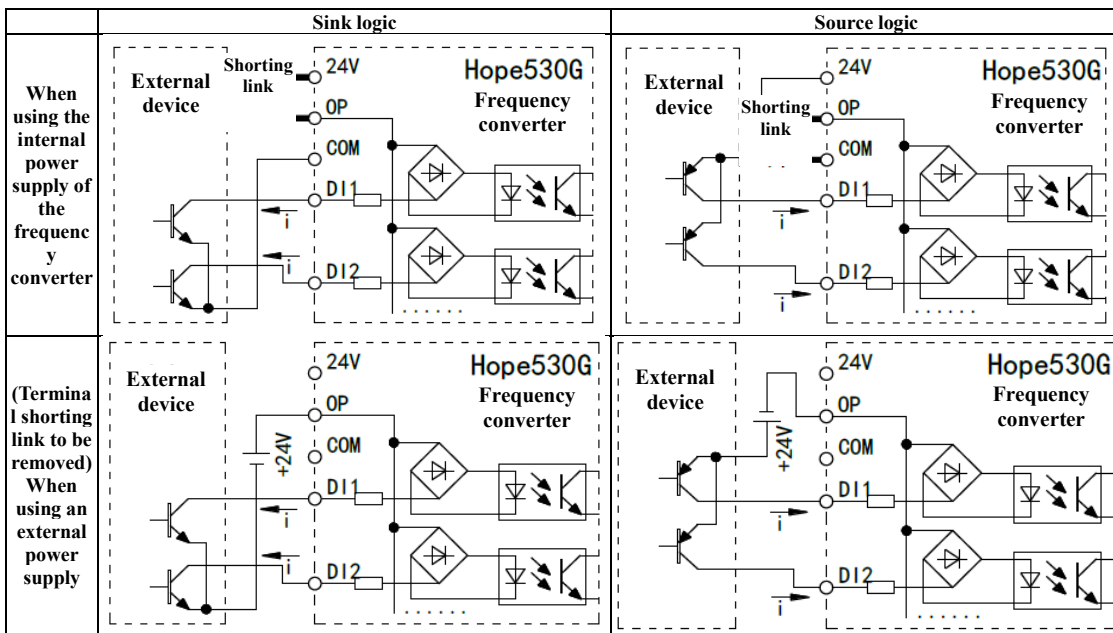 Sink logic
Source logic
When
using the
internal
power
supply of
the
frequenc
y
converter
External
device
Shorting
link
24V
Hope530G
OP
Frequency
converter
COM
DI1
i
i
DI2
......
External
device
24V
Hope530G
Shorting
link
OP
Frequency
converter
COM
DI1
i
DI2
i
......
(Termina
l shorting
link to be
removed)
When
using an
external
power
supply
External
device
24V
Hope530G
Frequency
converter
OP
+24V
COM
DI1
i
i
DI2
......
External
device
24V
Hope530G
Frequency
converter
OP
+24V
COM
DI1
i
DI2
i
......